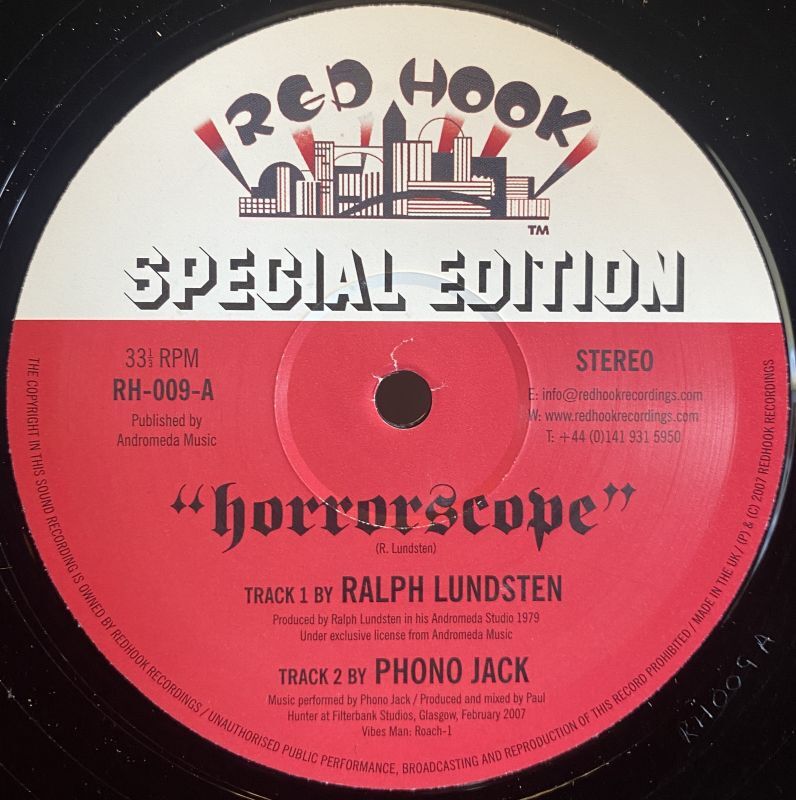 RED HOOK
TM
SPECIAL EDITION
33⅓ RPM
RH-009-A
Published by
Andromeda Music
STEREO
E: info@redhookrecordings.com
W: www.redhookrecordings.com
T: +44 (0)141 931 5950
"horrorscope"
(R. Lundsten)
TRACK 1 BY RALPH LUNDSTEN
Produced by Ralph Lundsten in his Andromeda Studio 1979
Under exclusive license from Andromeda Music
TRACK 2 BY PHONO JACK
Music performed by Phono Jack / Produced and mixed by Paul
Hunter at Filterbank Studios, Glasgow, February 2007
Vibes Man: Roach-1
THE COPYRIGHT IN THIS SOUND RECORDING IS OWNED BY REDHOOK RECORDINGS / UNAUTHORISED PUBLIC PERFORMANCE, BROADCASTING AND REPRODUCTION OF THIS RECORD PROHIBITED / MADE IN THE UK / (P) & (C) 2007 REDHOOK RECORDINGS
RH009A